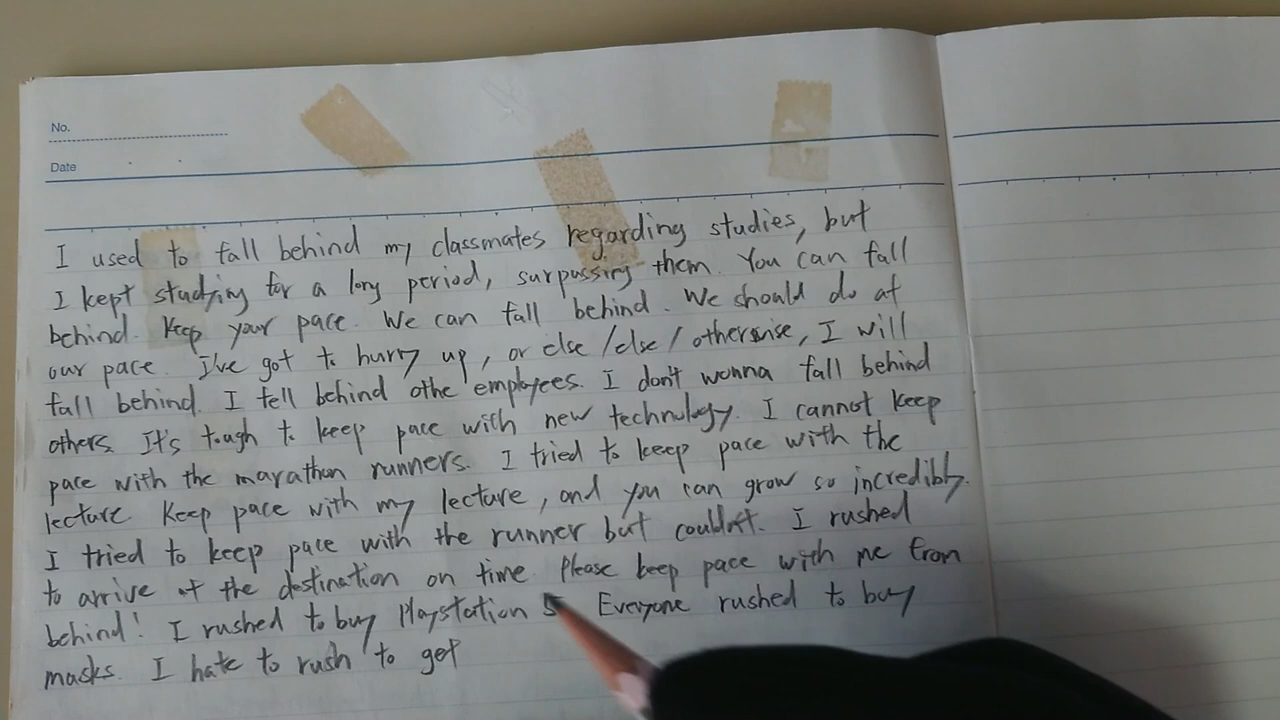 No.
Date
I used to fall behind my classmates regarding studies, but
I kept studying for a long period, surpassing them. You can fall
behind. Keep your pace. We can fall behind. We should do at
our pace. I've got to hurry up, or else /else / otherwise, I will
fall behind. I fell behind othe employees. I don't wanna fall behind
others. It's tough to keep pace with new technology. I cannot keep
pace with the marathon runners. I tried to keep pace with the
lecture. Keep pace with my lecture, and you can grow so incredibly.
I tried to keep pace with the runner but couldn't. I rushed
to arrive at the destination on time. Please keep pace with me from
behind! I rushed to buy Playstation 5. Everyone rushed to buy
masks. I hate to rush to get